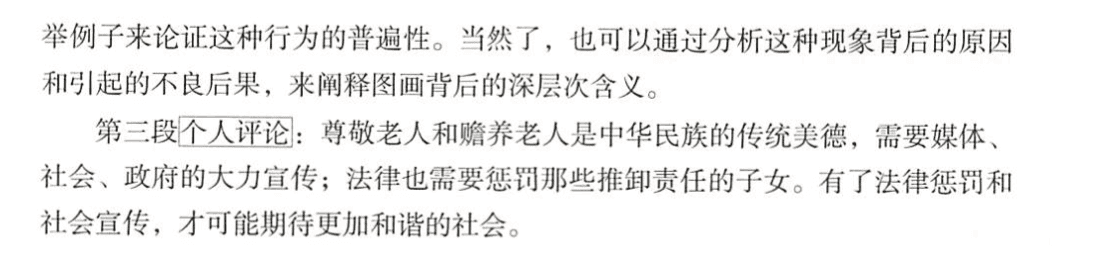 举例子来论证这种行为的普遍性。当然了，也可以通过分析这种现象背后的原因
和引起的不良后果，来阐释图画背后的深层次含义。
第三段个人评论：尊敬老人和赡养老人是中华民族的传统美德，需要媒体、
社会、政府的大力宣传；法律也需要惩罚那些推卸责任的子女。有了法律惩罚和
社会宣传，才可能期待更加和谐的社会。